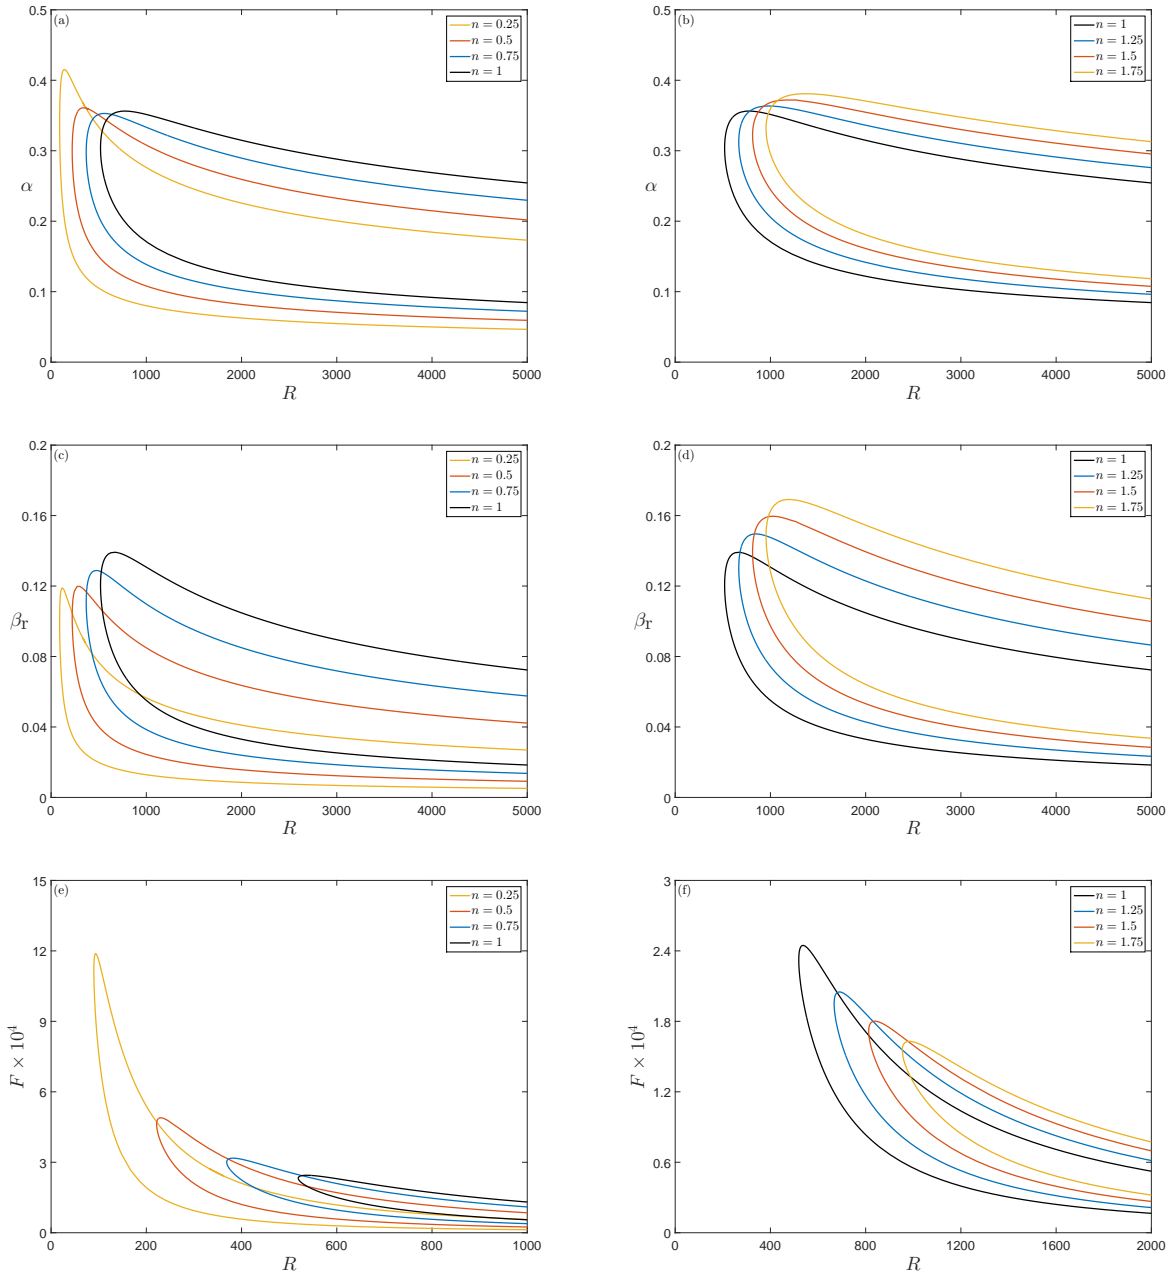 (a)
n = 0.25
n = 0.5
n = 0.75
n = 1
0.5
0.4
0.3
0.2
0.1
0
α
0 1000 2000 3000 4000 5000
R
(b)
n = 1
n = 1.25
n = 1.5
n = 1.75
0.5
0.4
0.3
0.2
0.1
0
α
0 1000 2000 3000 4000 5000
R
(c)
n = 0.25
n = 0.5
n = 0.75
n = 1
0.2
0.16
0.12
0.08
0.04
0
βr
0 1000 2000 3000 4000 5000
R
(d)
n = 1
n = 1.25
n = 1.5
n = 1.75
0.2
0.16
0.12
0.08
0.04
0
βr
0 1000 2000 3000 4000 5000
R
(e)
n = 0.25
n = 0.5
n = 0.75
n = 1
15
12
9
6
3
0
F × 10⁴
0 200 400 600 800 1000
R
(f)
n = 1
n = 1.25
n = 1.5
n = 1.75
3
2.4
1.8
1.2
0.6
0
F × 10⁴
0 400 800 1200 1600 2000
R